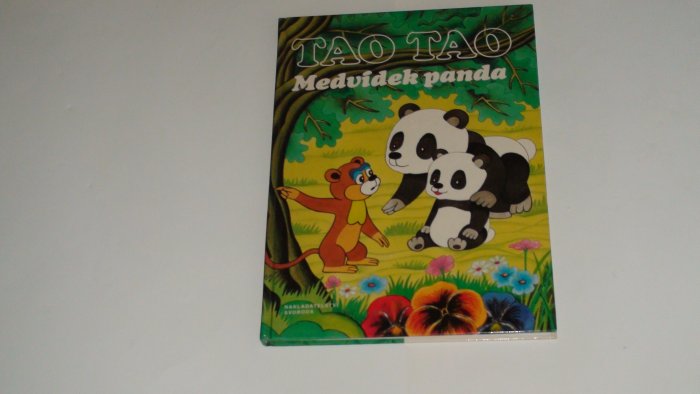 TAO TAO
Medvídek panda
NAKLADATELSTVÍ
SVOBODA